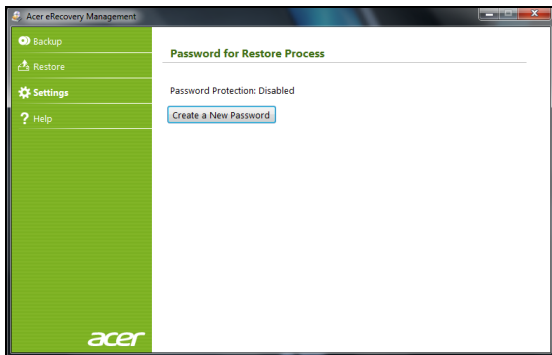 Acer eRecovery Management
Backup
Restore
Settings
? Help
Password for Restore Process
Password Protection: Disabled
Create a New Password
acer